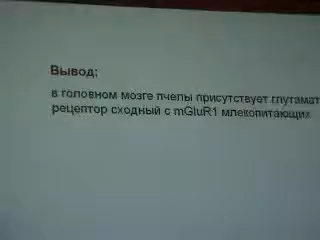 Вывод:
в головном мозге пчелы присутствует глутамат
рецептор сходный с mGluR1 млекопитающих